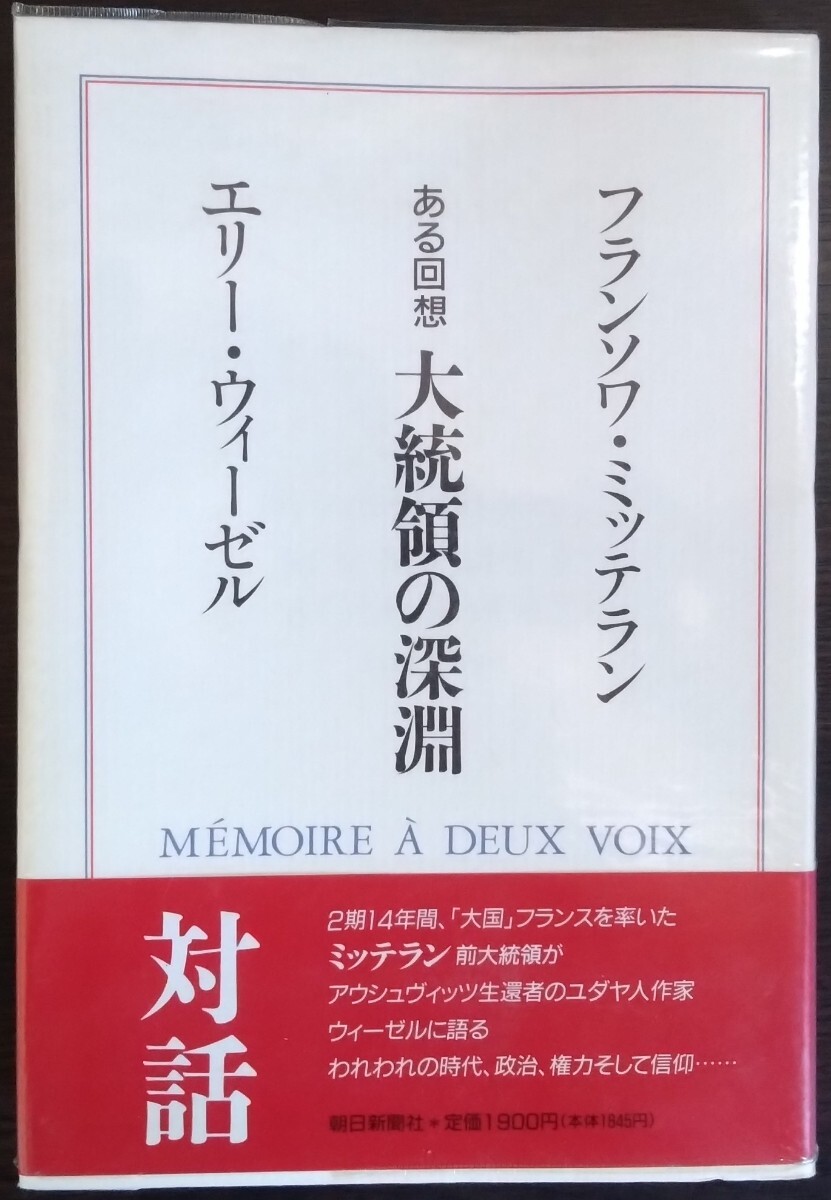 フランソワ・ミッテラン
ある回想 大統領の深淵
エリー・ウィーゼル
MÉMOIRE À DEUX VOIX
対話
2期14年間、「大国」フランスを率いた
ミッテラン 前大統領が
アウシュヴィッツ生還者のユダヤ人作家
ウィーゼルに語る
われわれの時代、政治、権力そして信仰……
朝日新聞社*定価1900円(本体1845円)